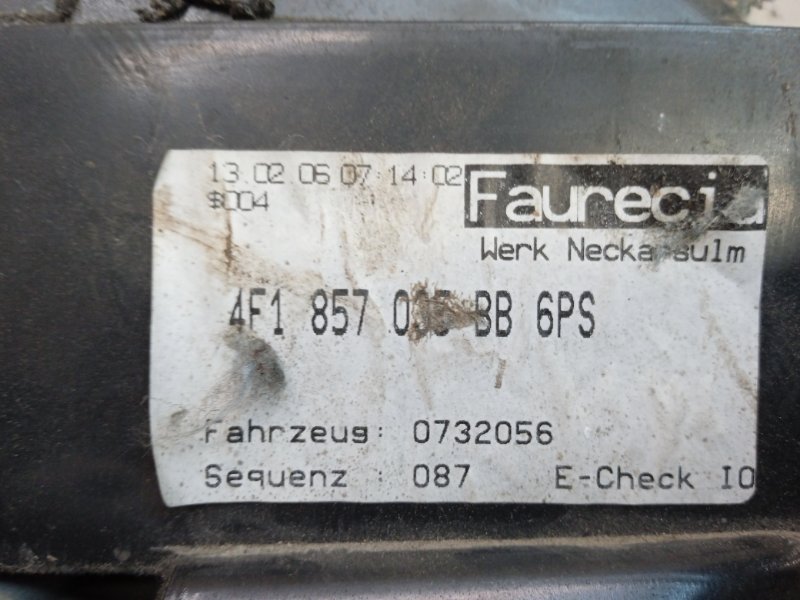 13.02.06 07:14:02
$004
Faurecia
Werk Neckarsulm
4F1 857 BB 6PS
Fahrzeug: 0732056
Sequenz : 087 E-Check IO